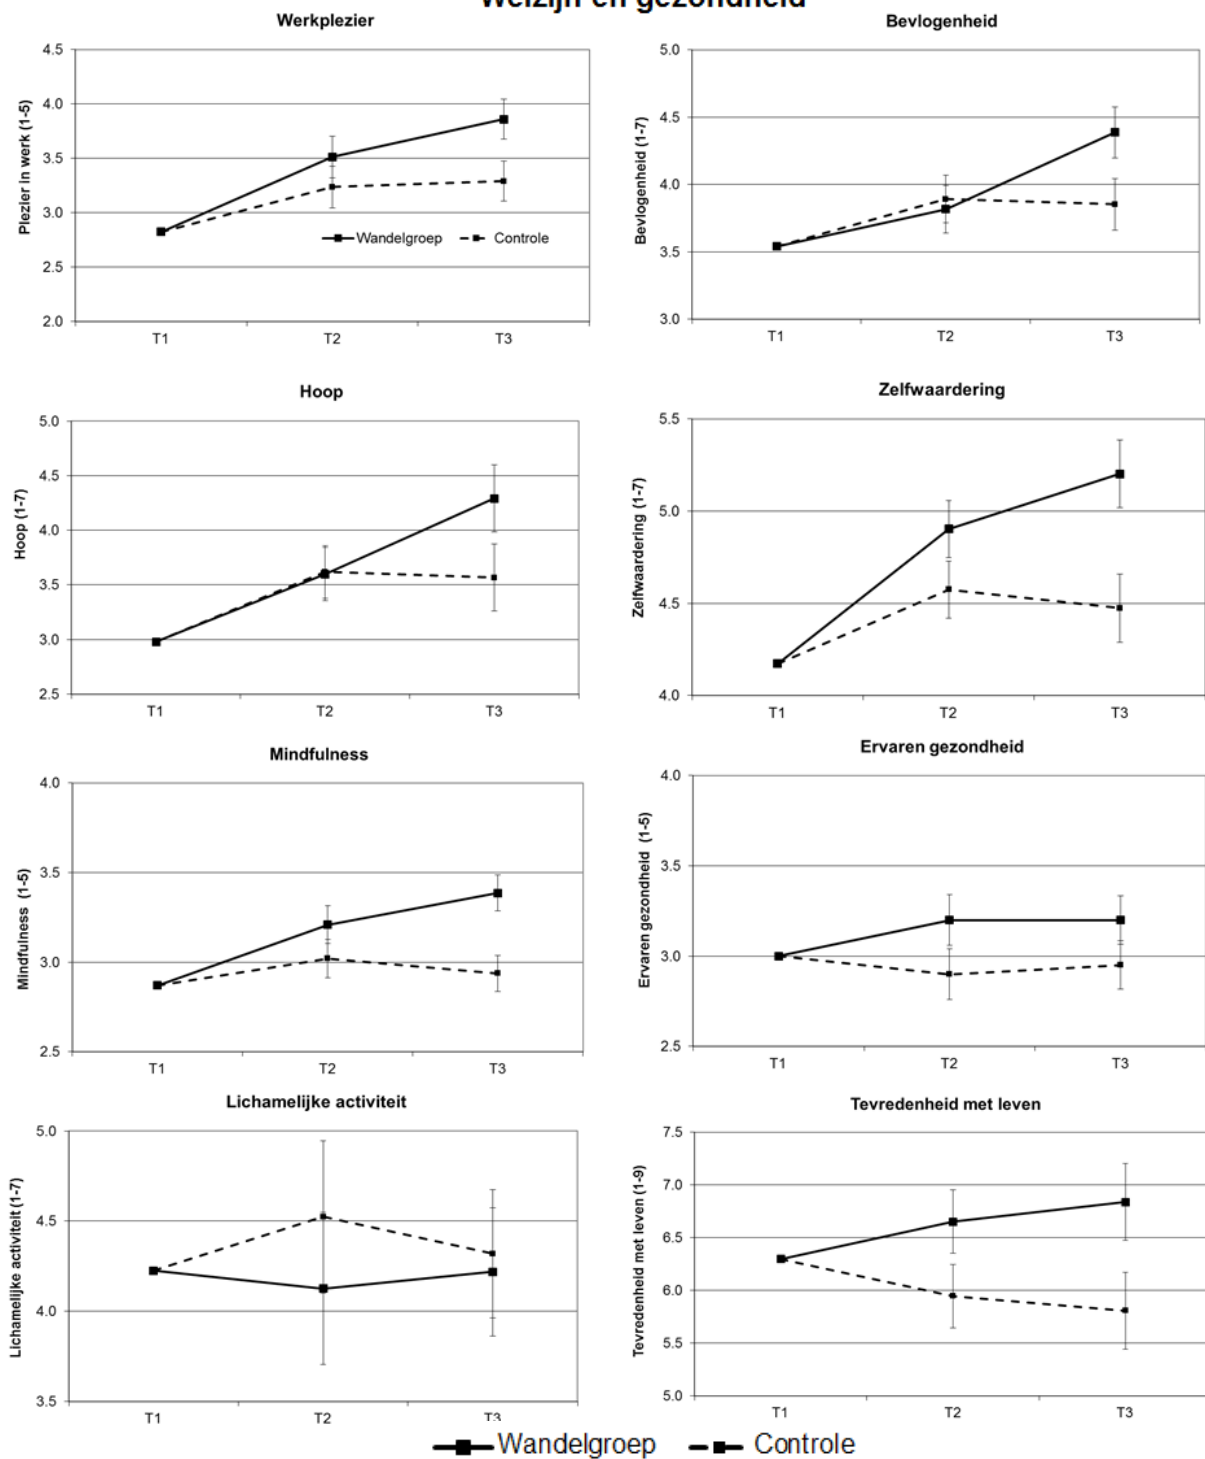 Welzijn en gezondheid
Werkplezier
Plezier in werk (1-5)
4.5
4.0
3.5
3.0
2.5
2.0
Wandelgroep
Controle
T1
T2
T3
Bevlogenheid
Bevlogenheid (1-7)
5.0
4.5
4.0
3.5
3.0
T1
T2
T3
Hoop
Hoop (1-7)
5.0
4.5
4.0
3.5
3.0
2.5
T1
T2
T3
Zelfwaardering
Zelfwaardering (1-7)
5.5
5.0
4.5
4.0
T1
T2
T3
Mindfulness
Mindfulness (1-5)
4.0
3.5
3.0
2.5
T1
T2
T3
Ervaren gezondheid
Ervaren gezondheid (1-5)
4.0
3.5
3.0
2.5
T1
T2
T3
Lichamelijke activiteit
Lichamelijke activiteit (1-7)
5.0
4.5
4.0
3.5
T1
T2
T3
Tevredenheid met leven
Tevredenheid met leven (1-9)
7.5
7.0
6.5
6.0
5.5
5.0
T1
T2
T3
Wandelgroep
Controle